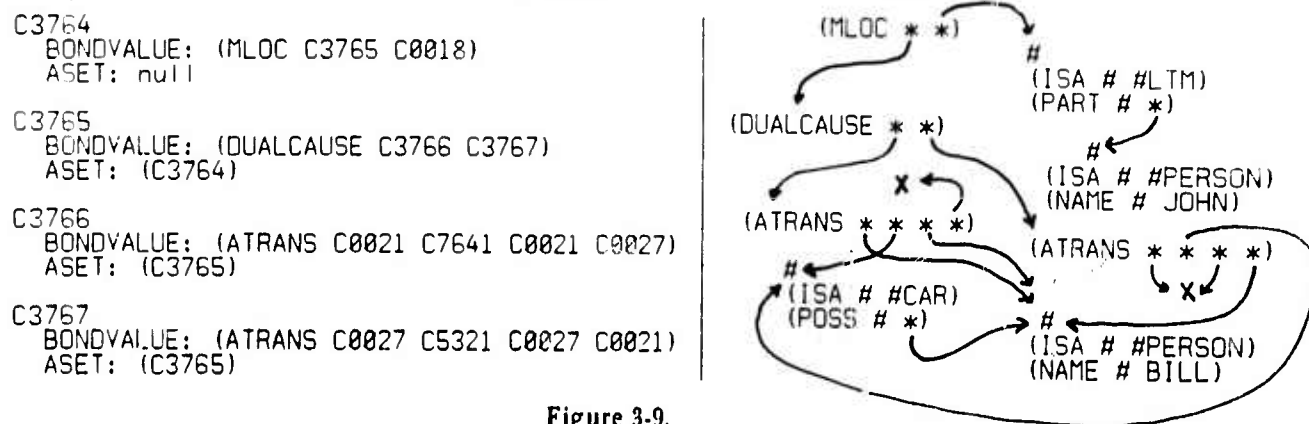 C3764
BONDVALUE: (MLOC C3765 C0018)
ASET: null
C3765
BONDVALUE: (DUALCAUSE C3766 C3767)
ASET: (C3764)
C3766
BONDVALUE: (ATRANS C0021 C7641 C0021 C0027)
ASET: (C3765)
C3767
BONDVALUE: (ATRANS C0027 C5321 C0027 C0021)
ASET: (C3765)
(MLOC * *)
#
(ISA # #LTM)
(PART # *)
(DUALCAUSE * *)
#
(ISA # #PERSON)
(NAME # JOHN)
X
(ATRANS * * * *)
(ATRANS * * * *)
#
(ISA # #CAR)
(POSS # *)
X
#
(ISA # #PERSON)
(NAME # BILL)
Figure 3-9.